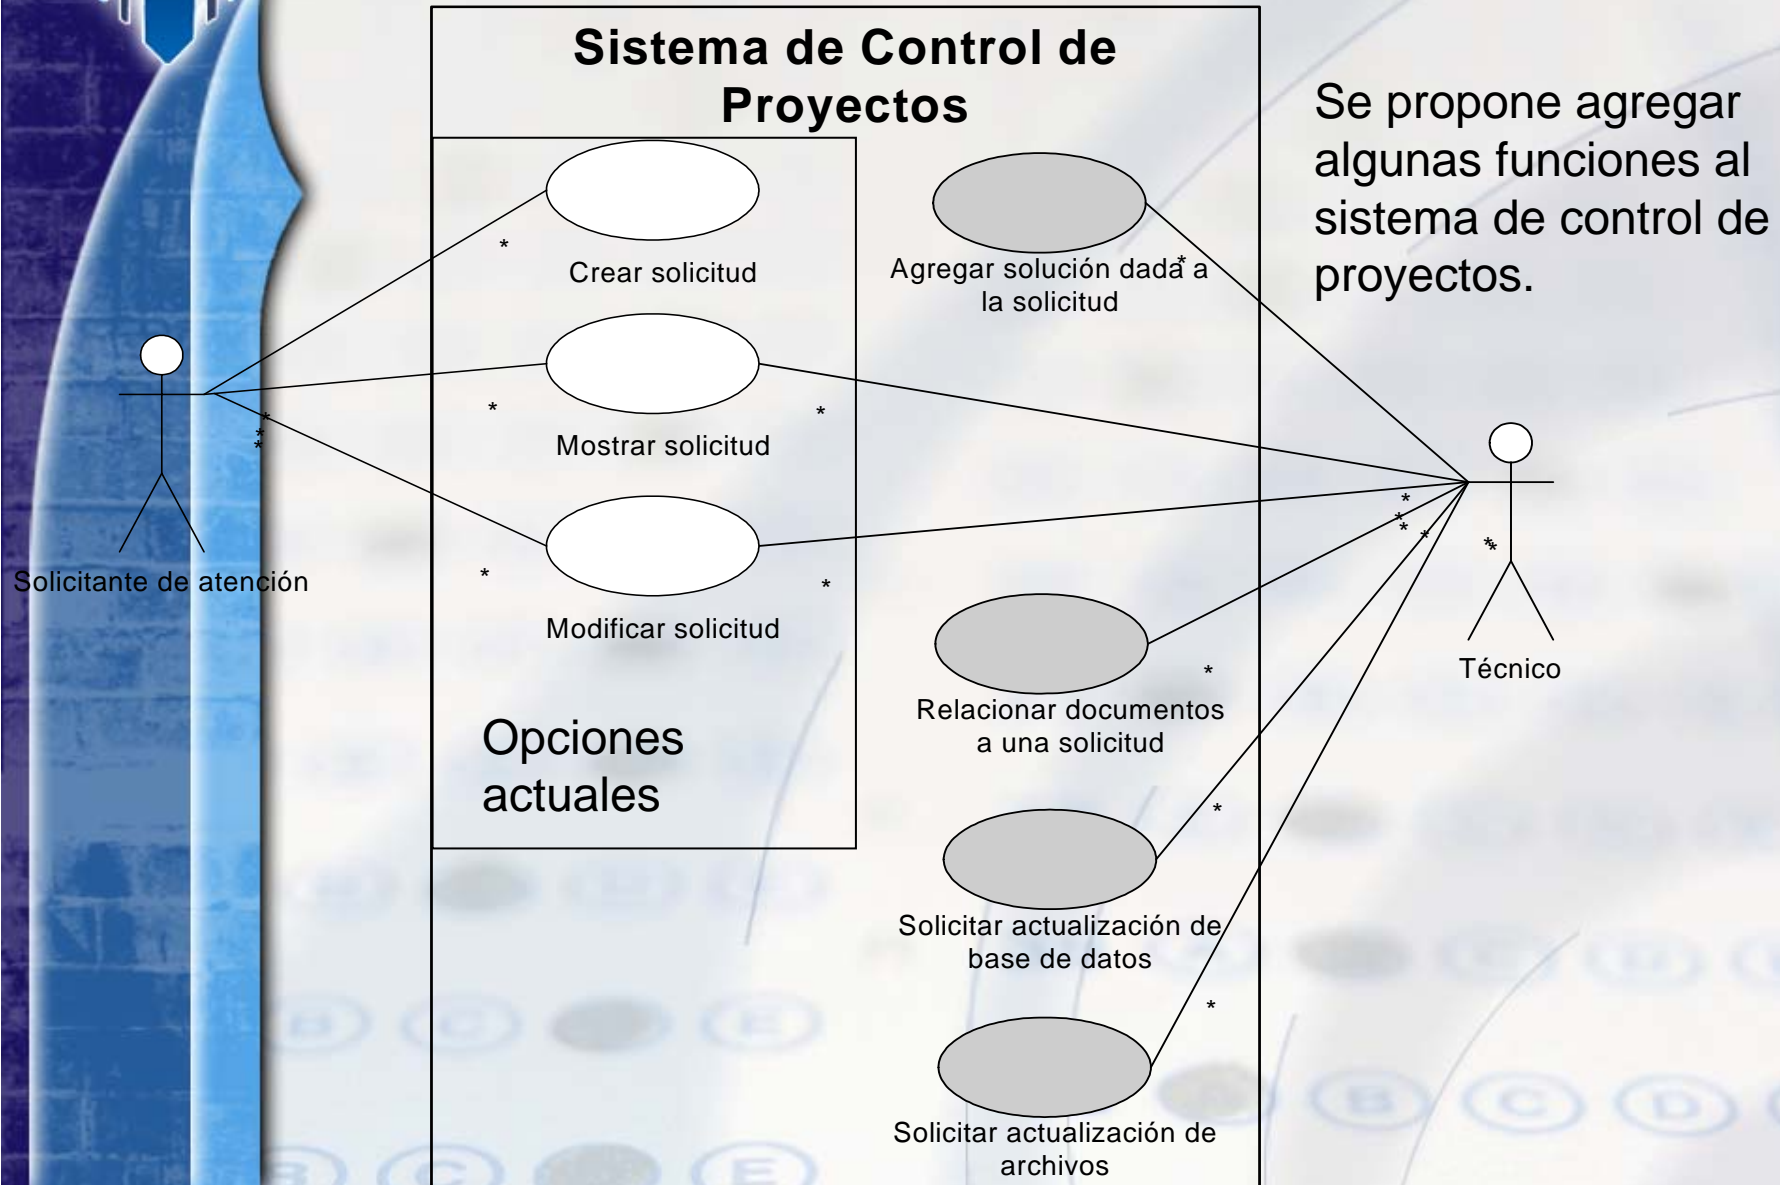 Sistema de Control de
Proyectos
Se propone agregar
algunas funciones al
sistema de control de
proyectos.
*
Crear solicitud
*
Agregar solución dada a
la solicitud
*
*
*
*
*
*
Mostrar solicitud
*
*
*
*
*
*
*
*
Modificar solicitud
Solicitante de atención
Técnico
*
Relacionar documentos
a una solicitud
Opciones
actuales
*
Solicitar actualización de
base de datos
*
Solicitar actualización de
archivos
B C E
B C D
B C E